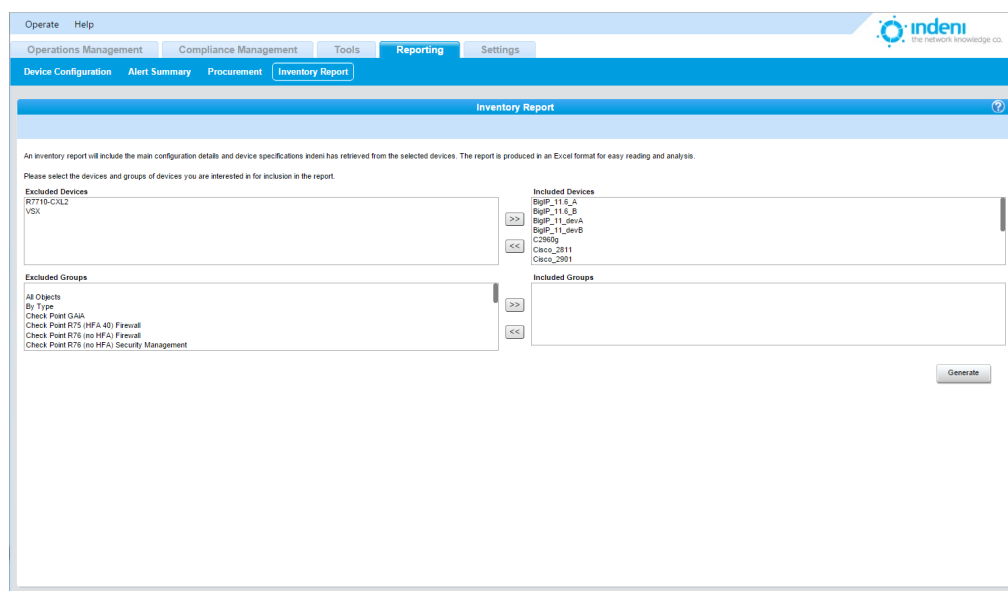 Operate Help
indeni
the network knowledge co.
Operations Management Compliance Management Tools Reporting Settings
Device Configuration Alert Summary Procurement Inventory Report
Inventory Report ?
An inventory report will include the main configuration details and device specifications indeni has retrieved from the selected devices. The report is produced in an Excel format for easy reading and analysis.
Please select the devices and groups of devices you are interested in for inclusion in the report.
Excluded Devices
R7710-CXL2
VSX
>>
<<
Included Devices
BigIP_11.6_A
BigIP_11.6_B
BigIP_11_devA
BigIP_11_devB
C2960g
Cisco_2811
Cisco_2901
Excluded Groups
All Objects
By Type
Check Point GAiA
Check Point R75 (HFA 40) Firewall
Check Point R76 (no HFA) Firewall
Check Point R76 (no HFA) Security Management
>>
<<
Included Groups
Generate